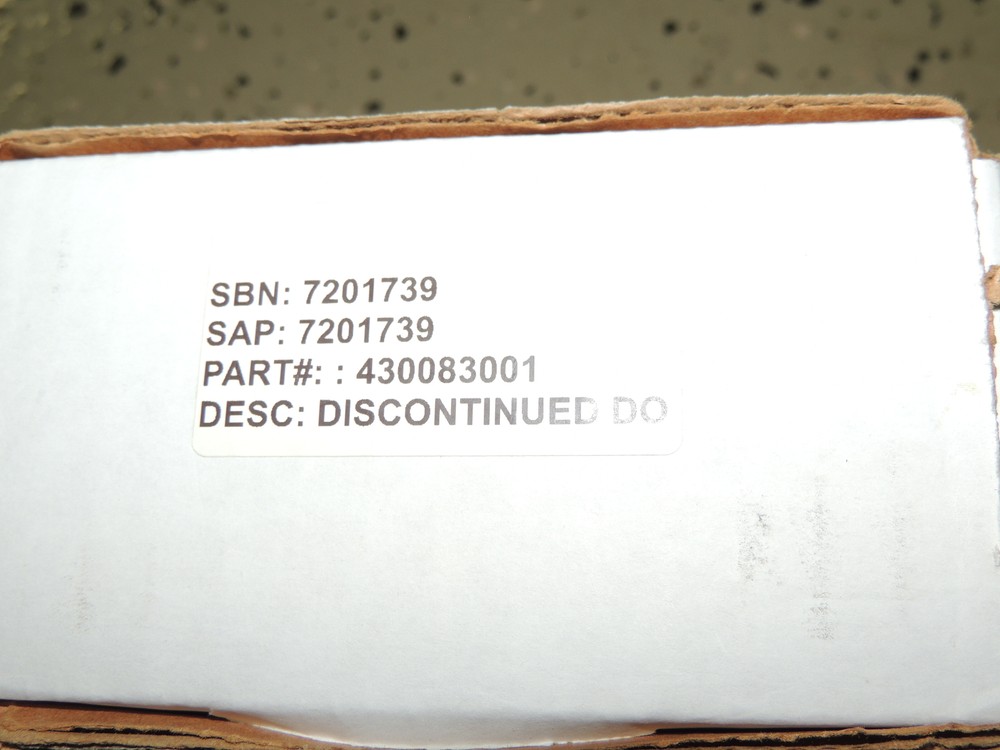 SBN: 7201739
SAP: 7201739
PART#: : 430083001
DESC: DISCONTINUED DO